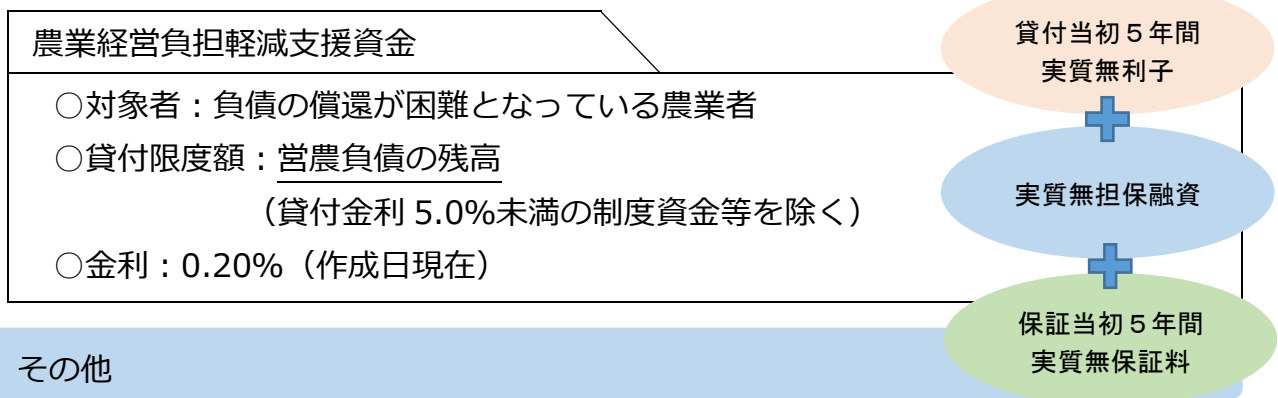 農業経営負担軽減支援資金
○対象者：負債の償還が困難となっている農業者
○貸付限度額：営農負債の残高
（貸付金利 5.0%未満の制度資金等を除く）
○金利：0.20%（作成日現在）
貸付当初５年間
実質無利子
実質無担保融資
保証当初５年間
実質無保証料
その他